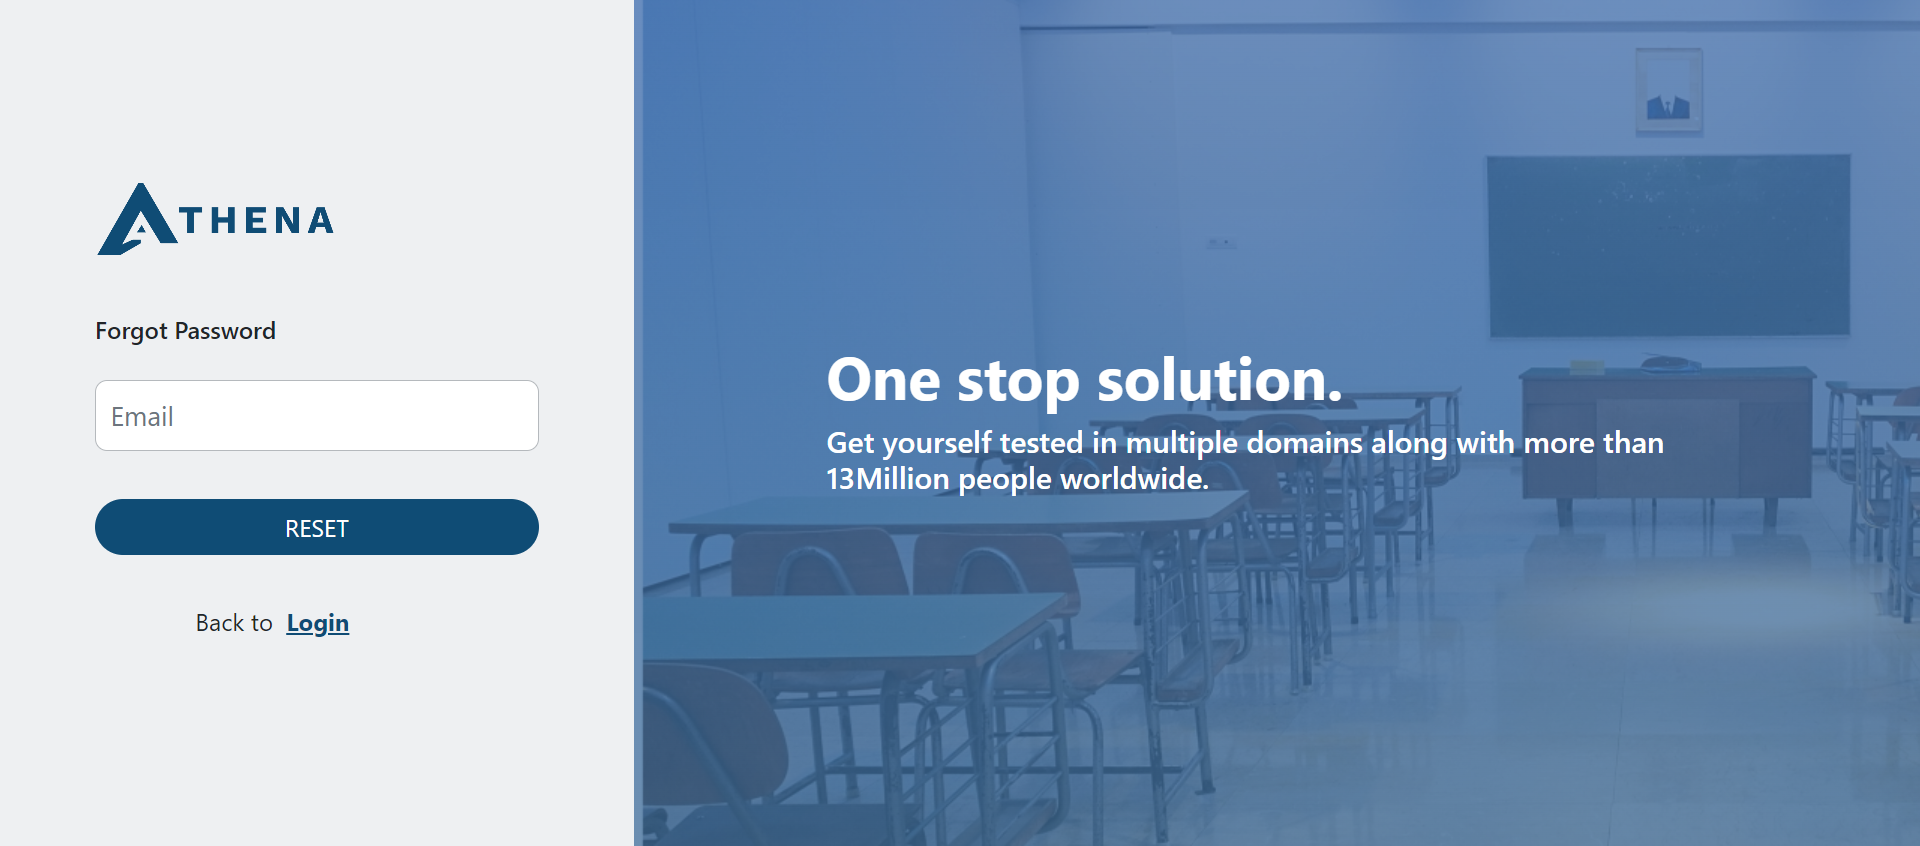 ATHENA
Forgot Password
Email
RESET
Back to Login
One stop solution.
Get yourself tested in multiple domains along with more than
13Million people worldwide.